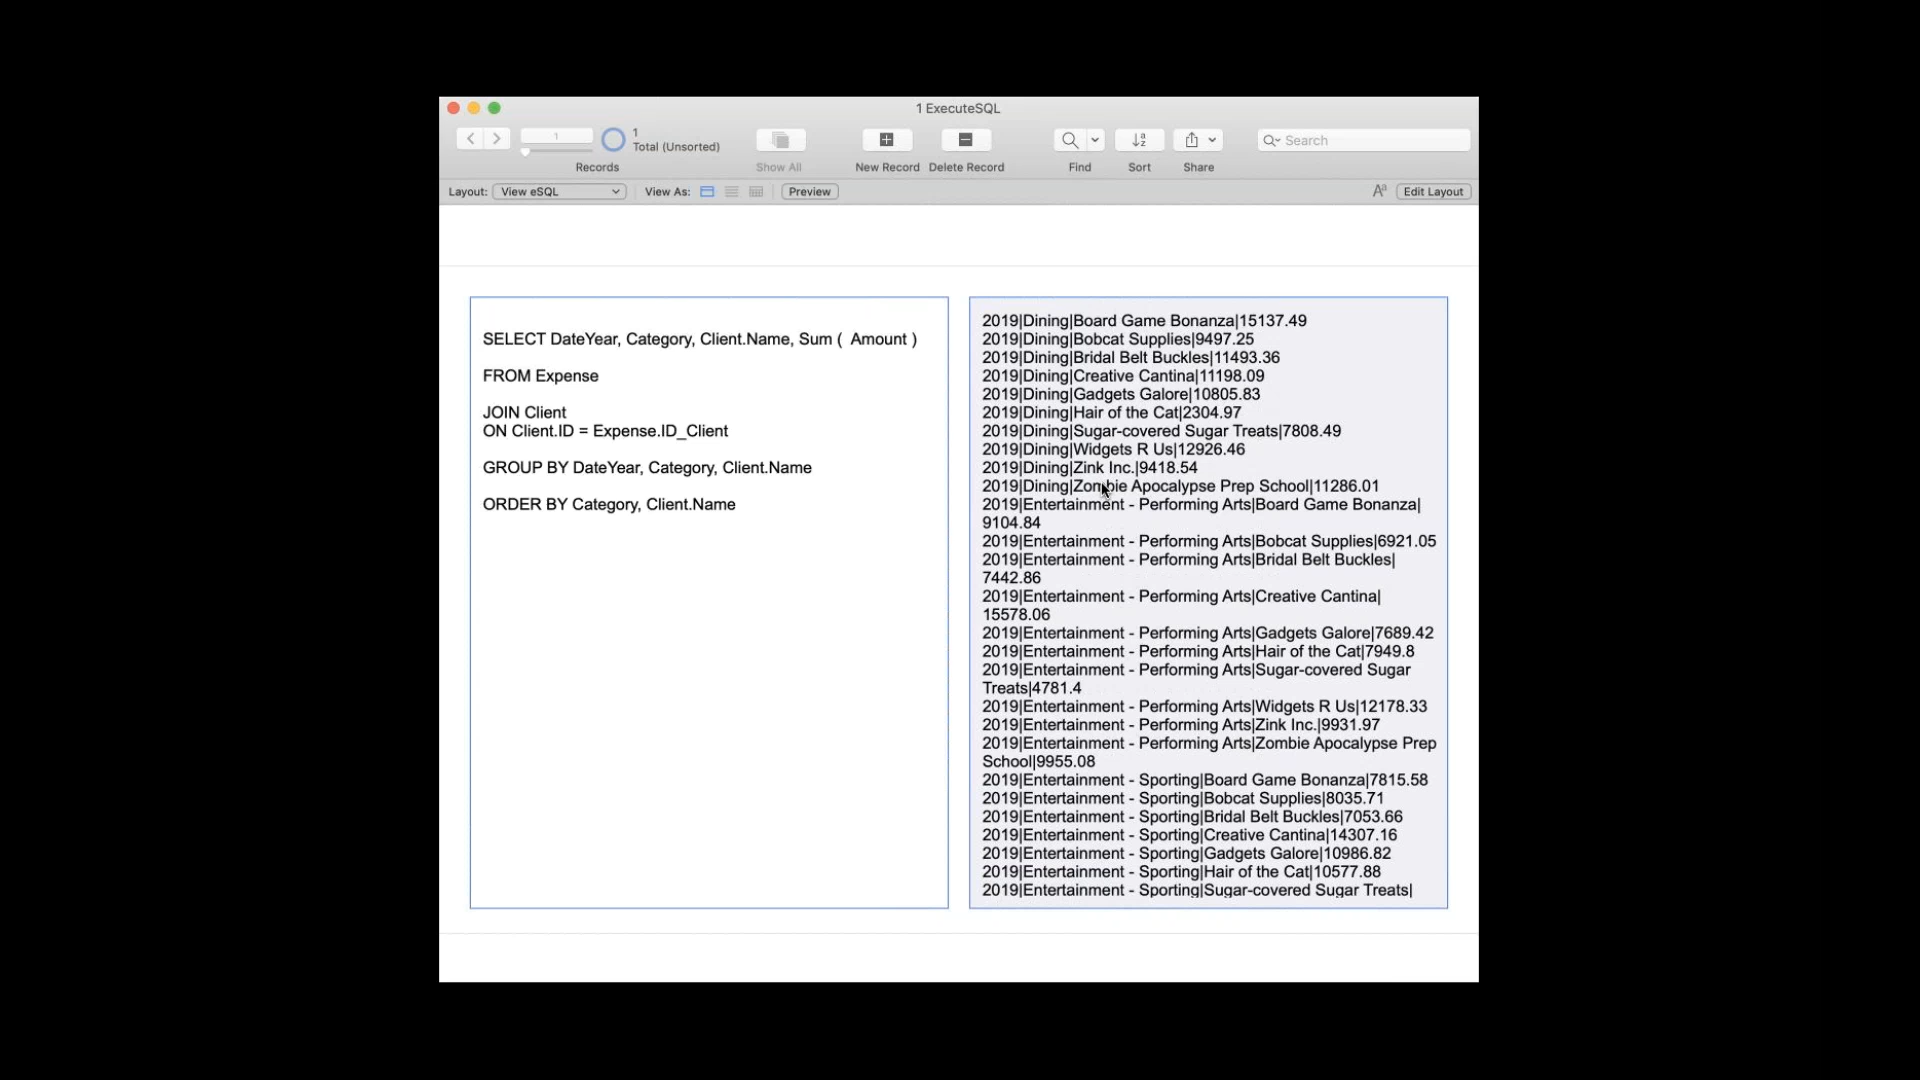 1 ExecuteSQL
1
1
Total (Unsorted)
Records
Show All
New Record
Delete Record
Find
Sort
Share
Search
Layout:
View eSQL
View As:
Preview
Aª
Edit Layout
SELECT DateYear, Category, Client.Name, Sum (  Amount )
FROM Expense
JOIN Client
ON Client.ID = Expense.ID_Client
GROUP BY DateYear, Category, Client.Name
ORDER BY Category, Client.Name
2019|Dining|Board Game Bonanza|15137.49
2019|Dining|Bobcat Supplies|9497.25
2019|Dining|Bridal Belt Buckles|11493.36
2019|Dining|Creative Cantina|11198.09
2019|Dining|Gadgets Galore|10805.83
2019|Dining|Hair of the Cat|2304.97
2019|Dining|Sugar-covered Sugar Treats|7808.49
2019|Dining|Widgets R Us|12926.46
2019|Dining|Zink Inc.|9418.54
2019|Dining|Zombie Apocalypse Prep School|11286.01
2019|Entertainment - Performing Arts|Board Game Bonanza|
9104.84
2019|Entertainment - Performing Arts|Bobcat Supplies|6921.05
2019|Entertainment - Performing Arts|Bridal Belt Buckles|
7442.86
2019|Entertainment - Performing Arts|Creative Cantina|
15578.06
2019|Entertainment - Performing Arts|Gadgets Galore|7689.42
2019|Entertainment - Performing Arts|Hair of the Cat|7949.8
2019|Entertainment - Performing Arts|Sugar-covered Sugar
Treats|4781.4
2019|Entertainment - Performing Arts|Widgets R Us|12178.33
2019|Entertainment - Performing Arts|Zink Inc.|9931.97
2019|Entertainment - Performing Arts|Zombie Apocalypse Prep
School|9955.08
2019|Entertainment - Sporting|Board Game Bonanza|7815.58
2019|Entertainment - Sporting|Bobcat Supplies|8035.71
2019|Entertainment - Sporting|Bridal Belt Buckles|7053.66
2019|Entertainment - Sporting|Creative Cantina|14307.16
2019|Entertainment - Sporting|Gadgets Galore|10986.82
2019|Entertainment - Sporting|Hair of the Cat|10577.88
2019|Entertainment - Sporting|Sugar-covered Sugar Treats|